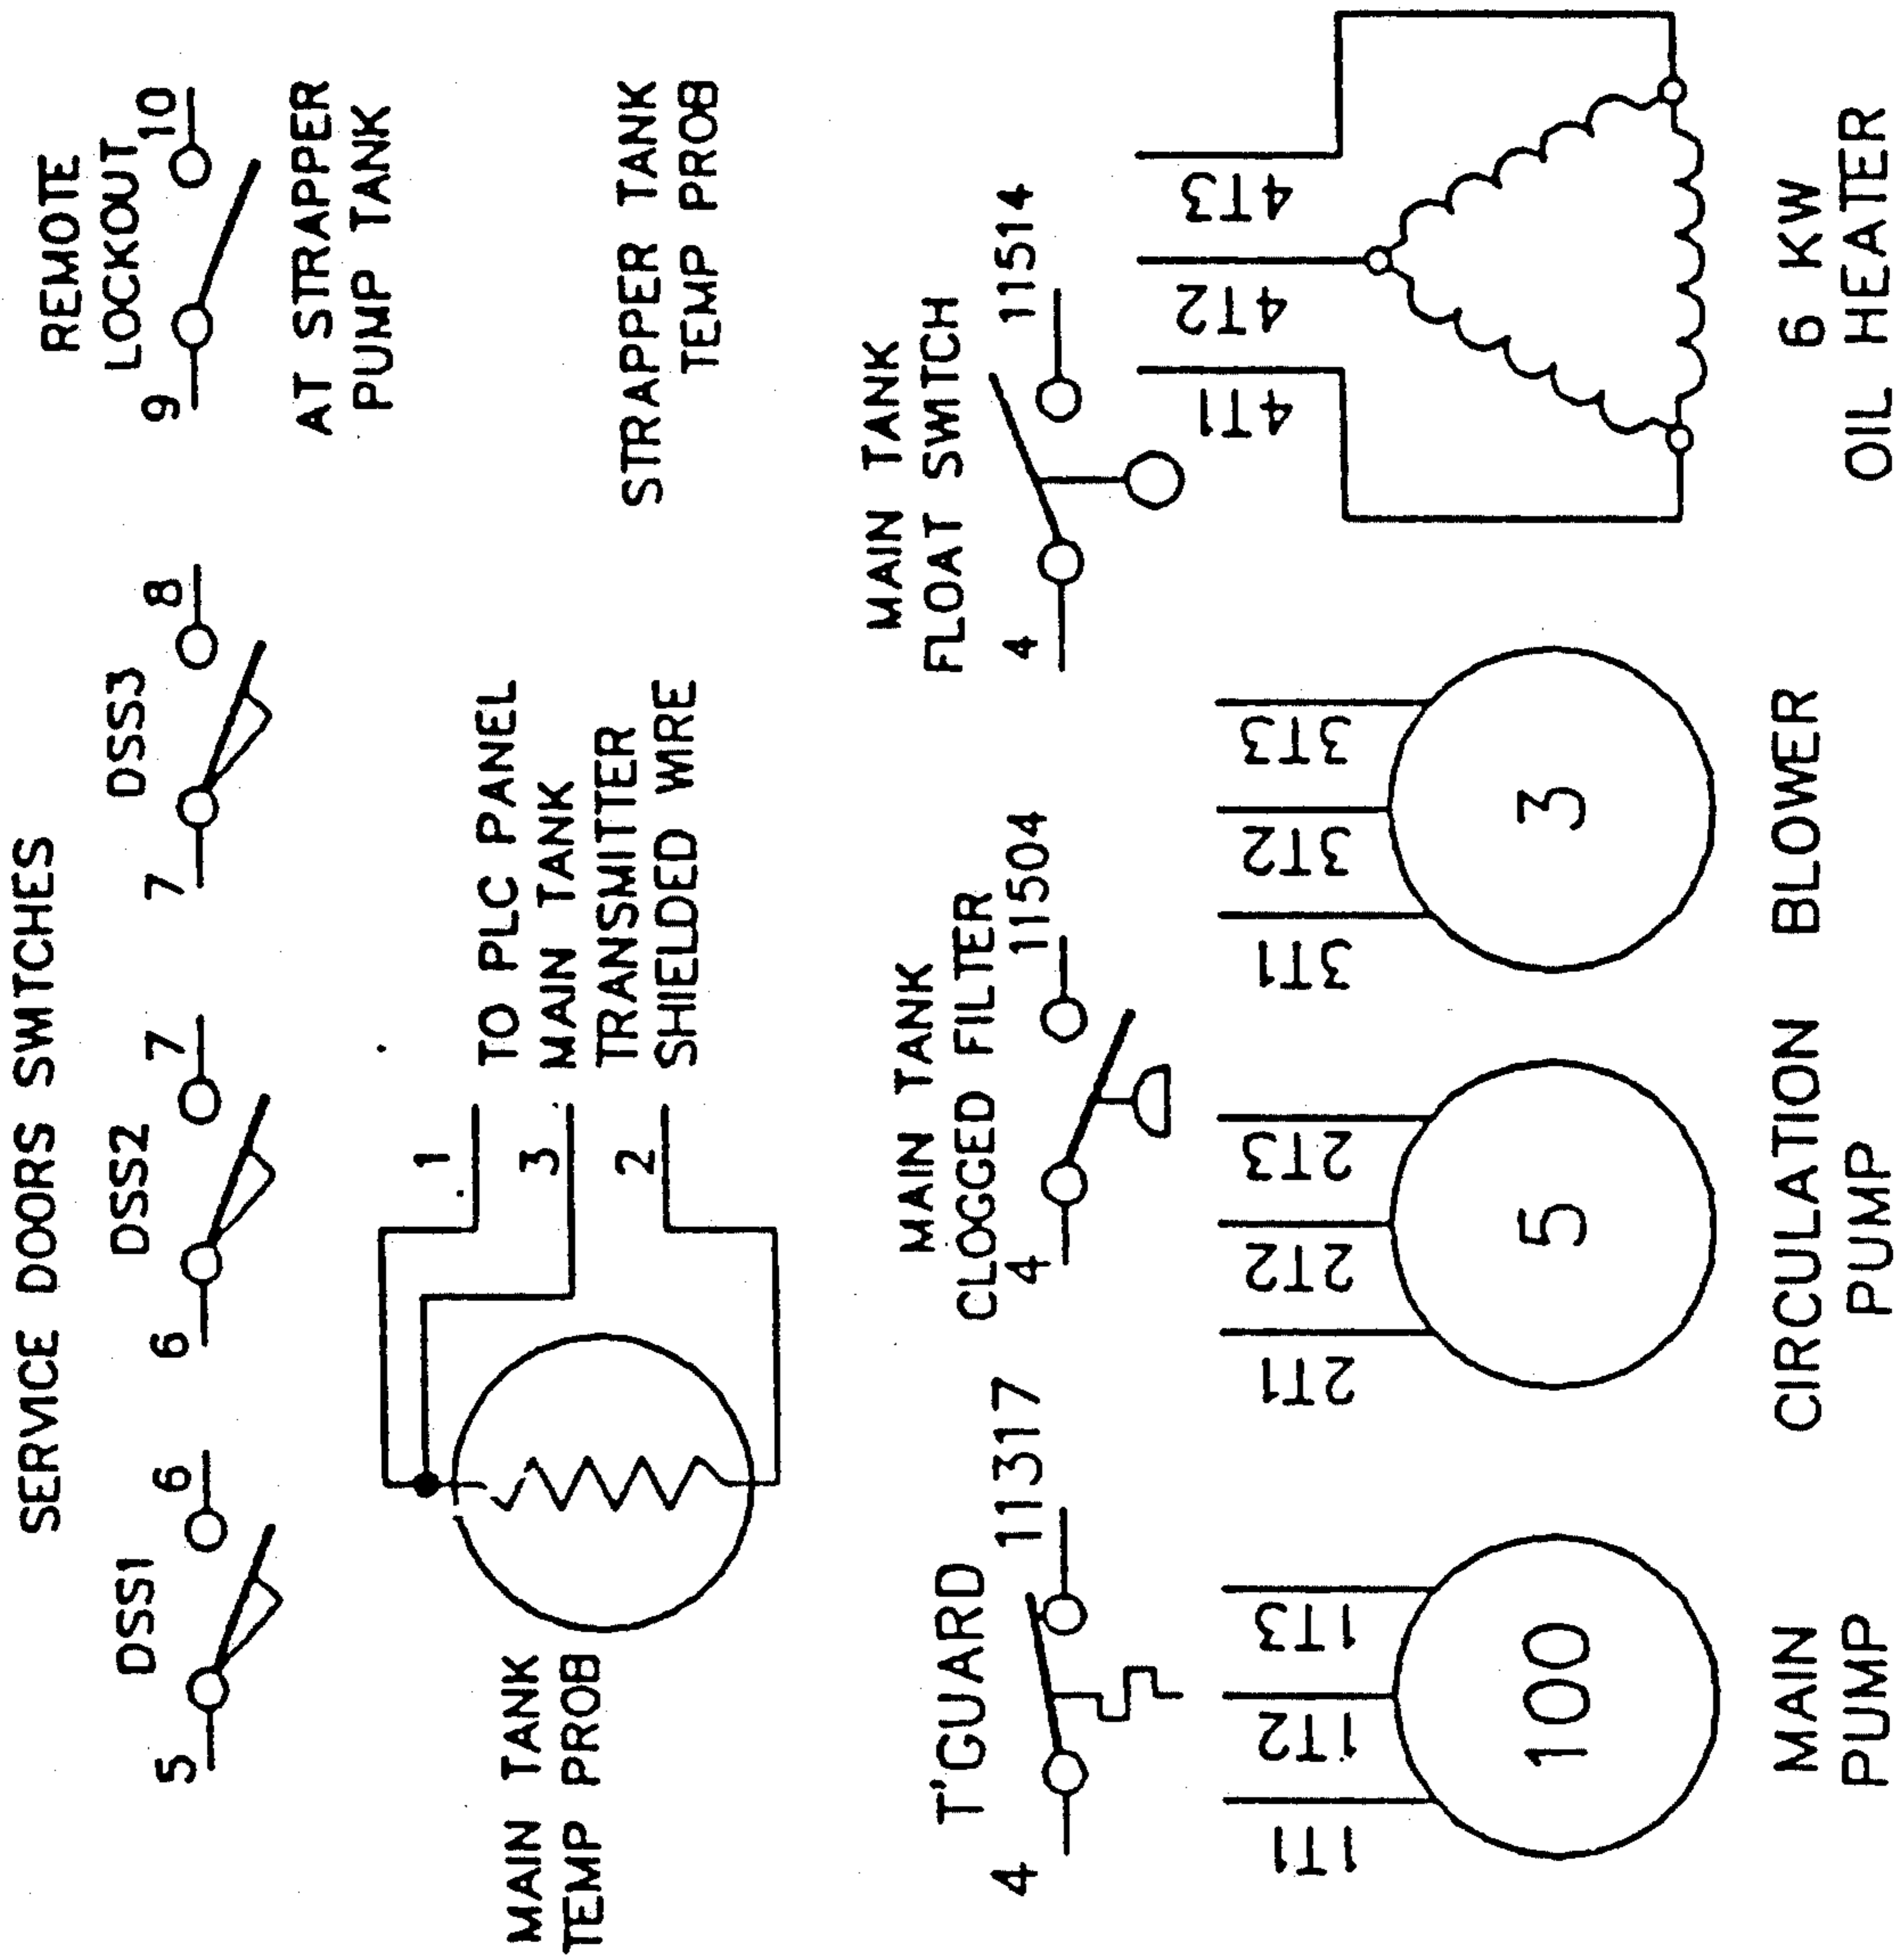 SERVICE DOORS SWITCHES
DSS1
5 6
DSS2
6 7
DSS3
7 8
REMOTE
LOCKOUT
9 10
AT STRAPPER
PUMP TANK
MAIN TANK
TEMP PROB
1
3
2
TO PLC PANEL
MAIN TANK
TRANSMITTER
SHIELDED WIRE
STRAPPER TANK
TEMP PROB
T'GUARD
4 11317
MAIN TANK
CLOGGED FILTER
4 11504
MAIN TANK
FLOAT SWITCH
4 11514
1T1 1T2 1T3
100
MAIN
PUMP
2T1 2T2 2T3
5
CIRCULATION
PUMP
3T1 3T2 3T3
3
BLOWER
4T1 4T2 4T3
6 KW
OIL HEATER